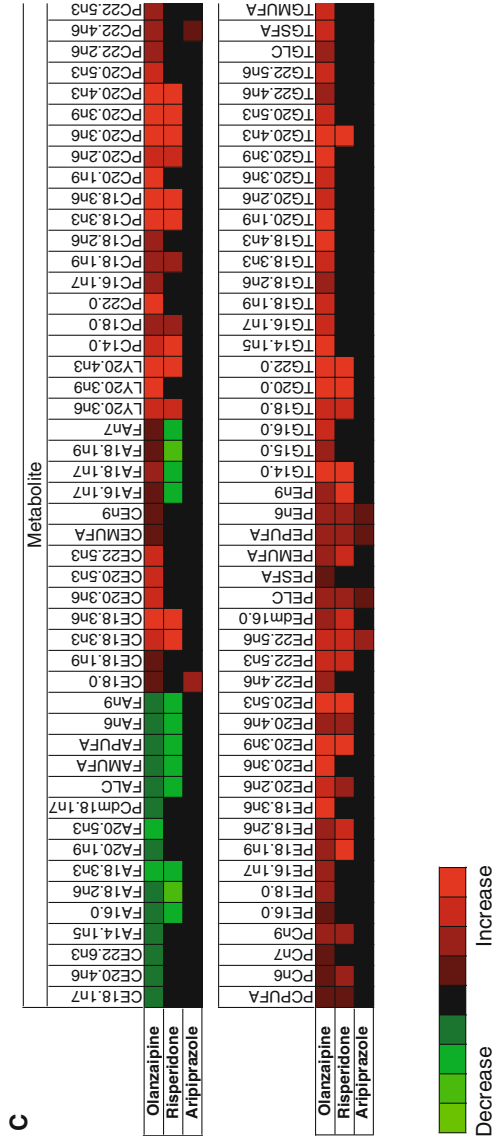 C
Metabolite
CE18.1n7
CE20.4n6
CE22.6n3
FA14.1n5
FA16.0
FA18.2n6
FA18.3n3
FA20.1n9
FA20.5n3
PCdm18.1n7
FALC
FAMUFA
FAPUFA
FAn6
FAn9
CE18.0
CE18.1n9
CE18.3n3
CE18.3n6
CE20.3n6
CE20.5n3
CE22.5n3
CEMUFA
CEn9
FA16.1n7
FA18.1n7
FA18.1n9
FAn7
LY20.3n6
LY20.3n9
LY20.4n3
PC14.0
PC18.0
PC22.0
PC16.1n7
PC18.1n9
PC18.2n6
PC18.3n3
PC18.3n6
PC20.1n9
PC20.2n6
PC20.3n6
PC20.3n9
PC20.4n3
PC20.5n3
PC22.2n6
PC22.4n6
PC22.5n3
Olanzaipine
Risperidone
Aripiprazole
PCPUFA
PCn6
PCn7
PCn9
PE16.0
PE18.0
PE16.1n7
PE18.1n9
PE18.2n6
PE18.3n6
PE20.2n6
PE20.3n6
PE20.3n9
PE20.4n6
PE20.5n3
PE22.4n6
PE22.5n3
PE22.5n6
PEdm16.0
PELC
PESFA
PEMUFA
PEPUFA
PEn6
PEn9
TG14.0
TG15.0
TG16.0
TG18.0
TG20.0
TG22.0
TG14.1n5
TG16.1n7
TG18.1n9
TG18.2n6
TG18.3n3
TG18.4n3
TG20.1n9
TG20.2n6
TG20.3n6
TG20.3n9
TG20.4n3
TG20.5n3
TG22.4n6
TG22.5n6
TGLC
TGSFA
TGMUFA
Olanzaipine
Risperidone
Aripiprazole
Decrease
Increase